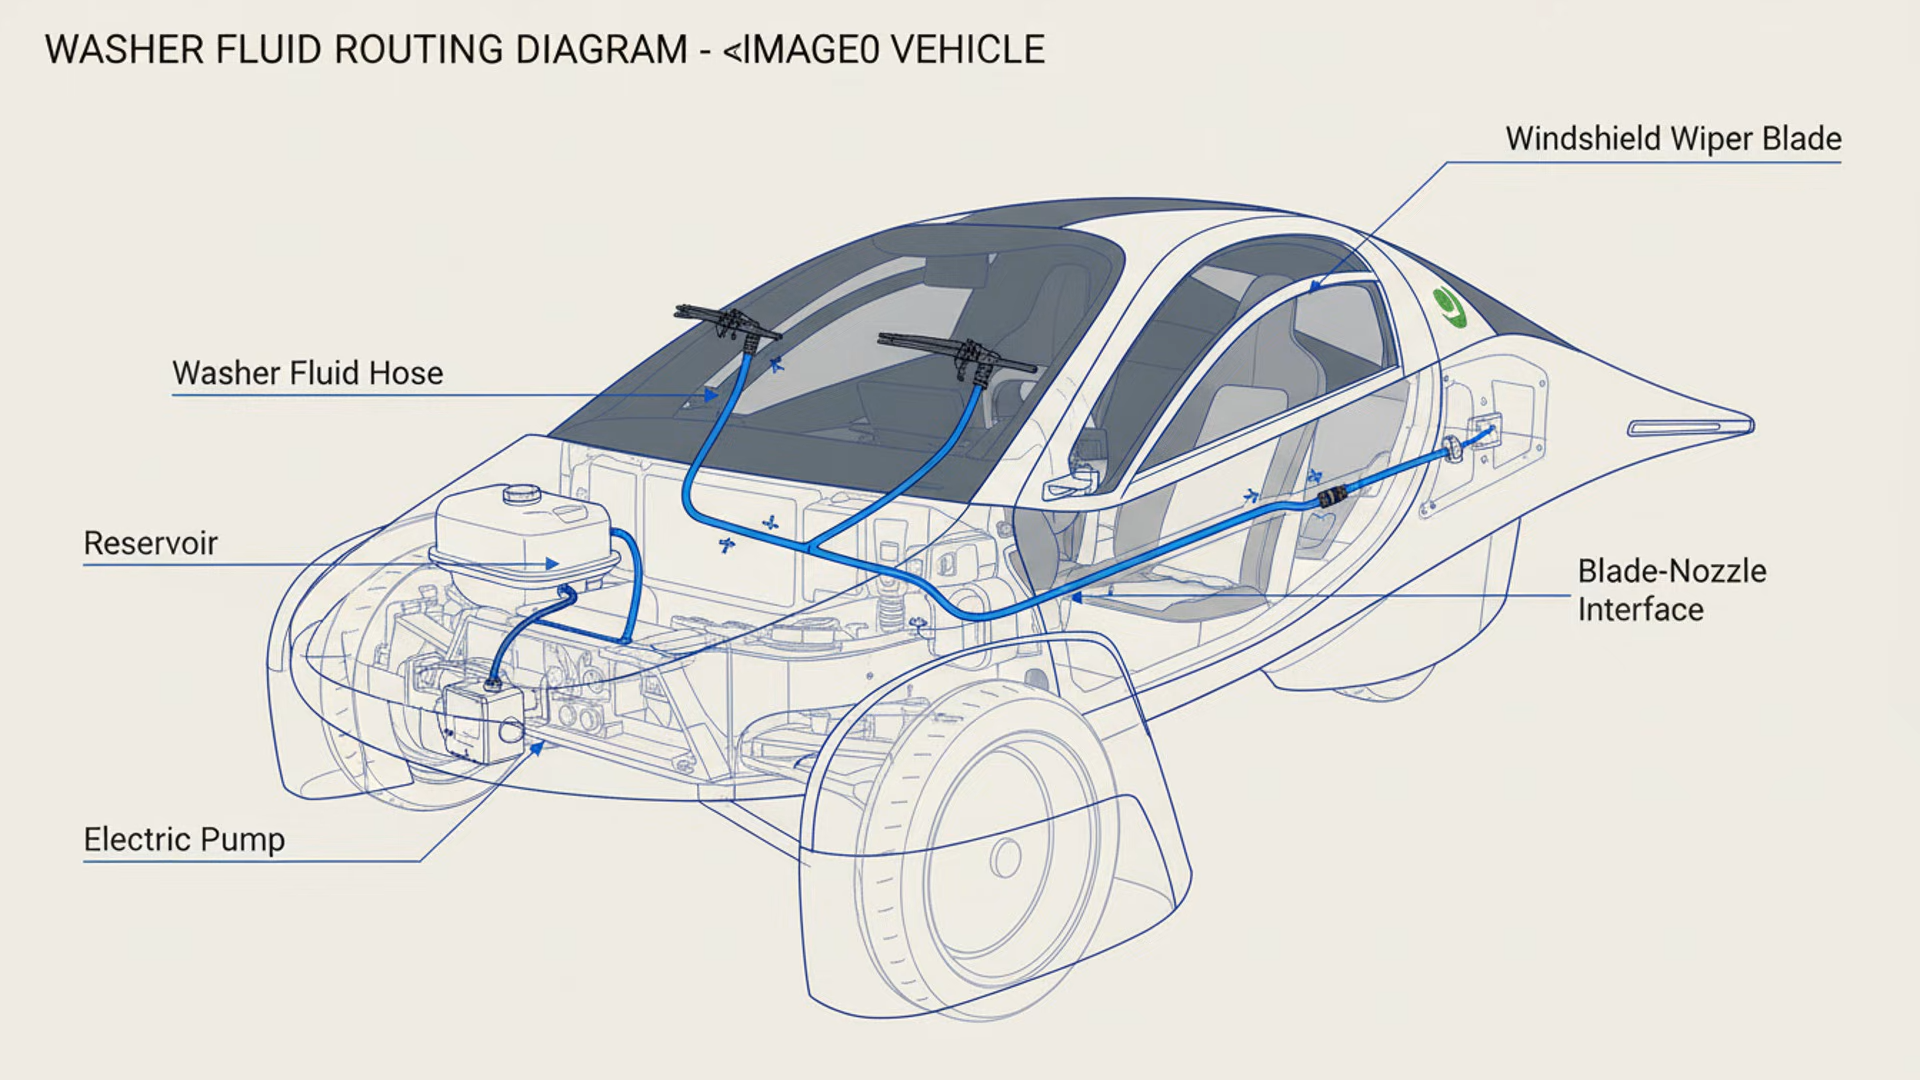 WASHER FLUID ROUTING DIAGRAM - <IMAGE0 VEHICLE
Windshield Wiper Blade
Washer Fluid Hose
Reservoir
Blade-Nozzle
Interface
Electric Pump